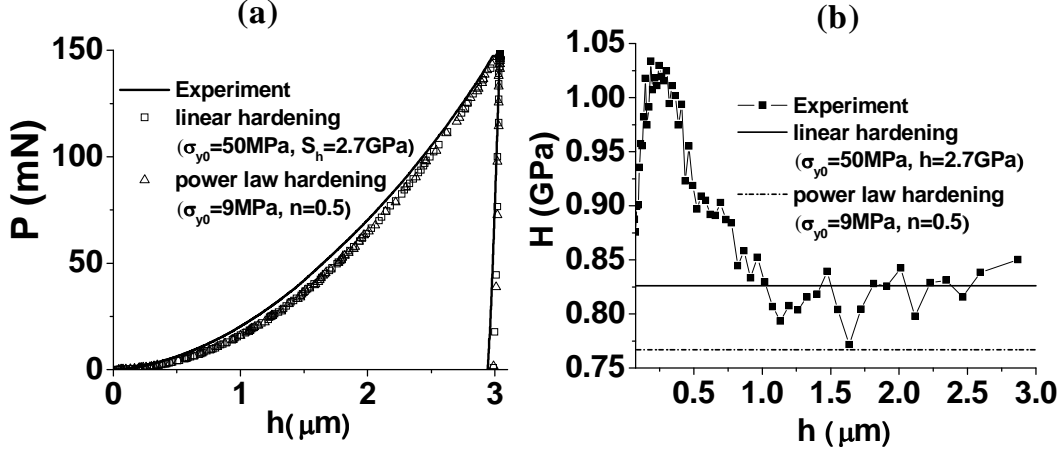 (a)
P (mN)
150
100
50
0
Experiment
linear hardening
(σy0=50MPa, Sh=2.7GPa)
power law hardening
(σy0=9MPa, n=0.5)
0 1 2 3
h(μm)
(b)
H (GPa)
1.05
1.00
0.95
0.90
0.85
0.80
0.75
Experiment
linear hardening
(σy0=50MPa, h=2.7GPa)
power law hardening
(σy0=9MPa, n=0.5)
0.5 1.0 1.5 2.0 2.5 3.0
h (μm)